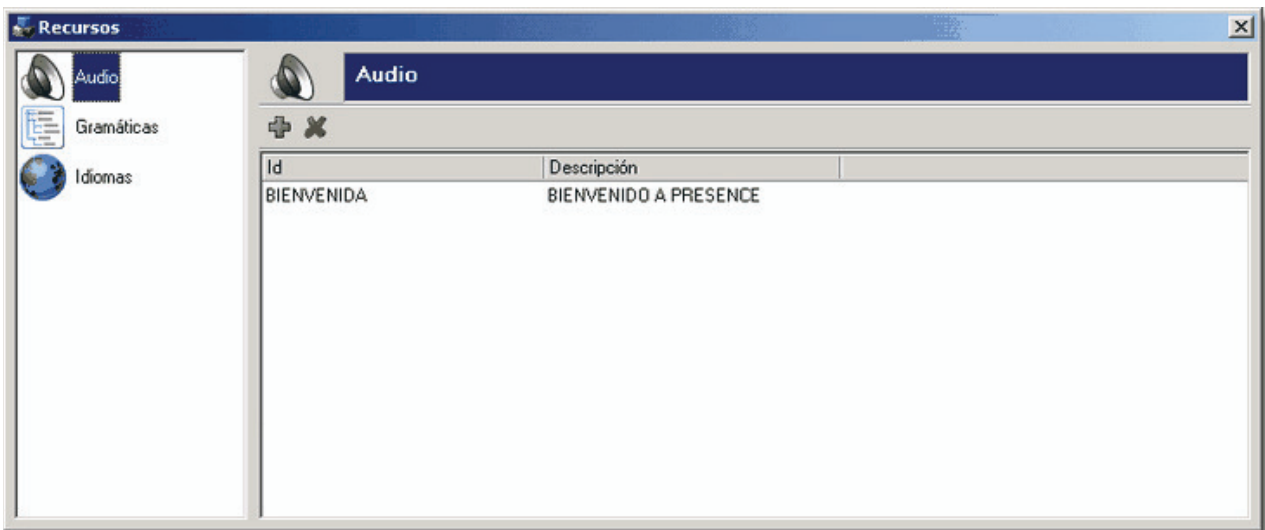 Recursos
Audio
Gramáticas
Idiomas
Audio
Id Descripción
BIENVENIDA BIENVENIDO A PRESENCE